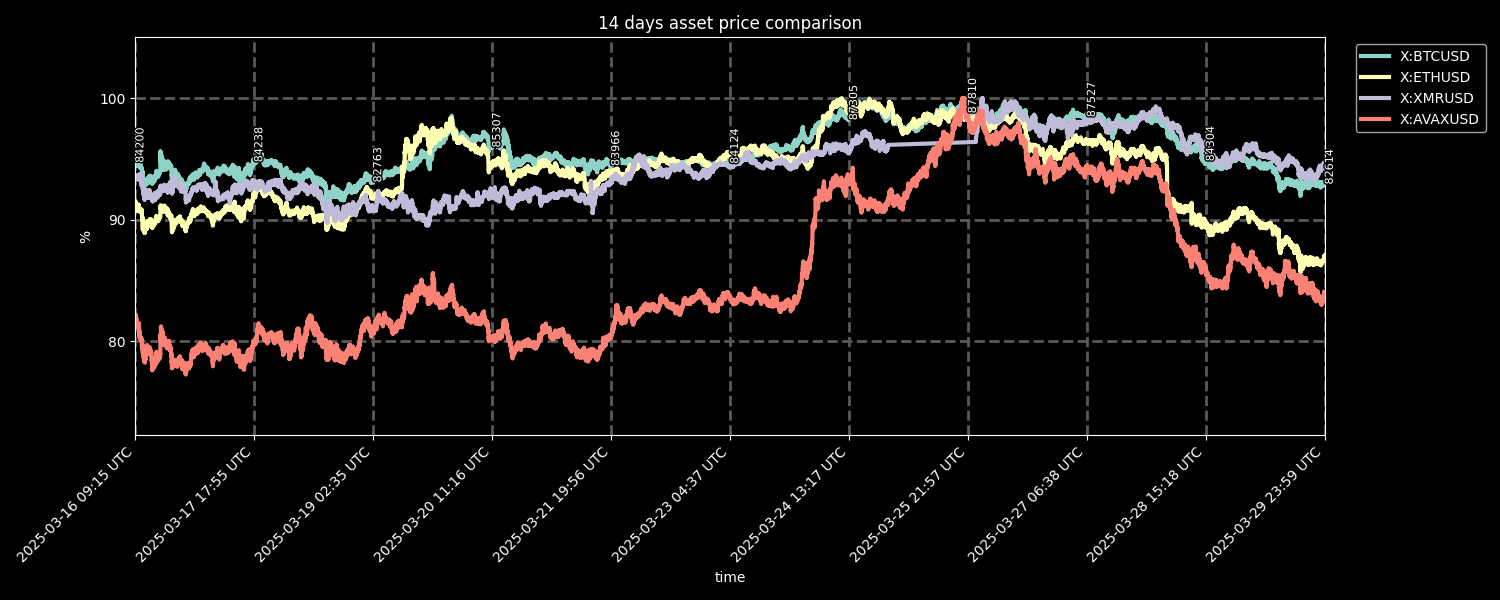 14 days asset price comparison
X:BTCUSD
X:ETHUSD
X:XMRUSD
X:AVAXUSD
%
100
90
80
84200
84238
82763
85307
83966
84124
87305
87810
87527
84304
82614
2025-03-16 09:15 UTC
2025-03-17 17:55 UTC
2025-03-19 02:35 UTC
2025-03-20 11:16 UTC
2025-03-21 19:56 UTC
2025-03-23 04:37 UTC
2025-03-24 13:17 UTC
2025-03-25 21:57 UTC
2025-03-27 06:38 UTC
2025-03-28 15:18 UTC
2025-03-29 23:59 UTC
time